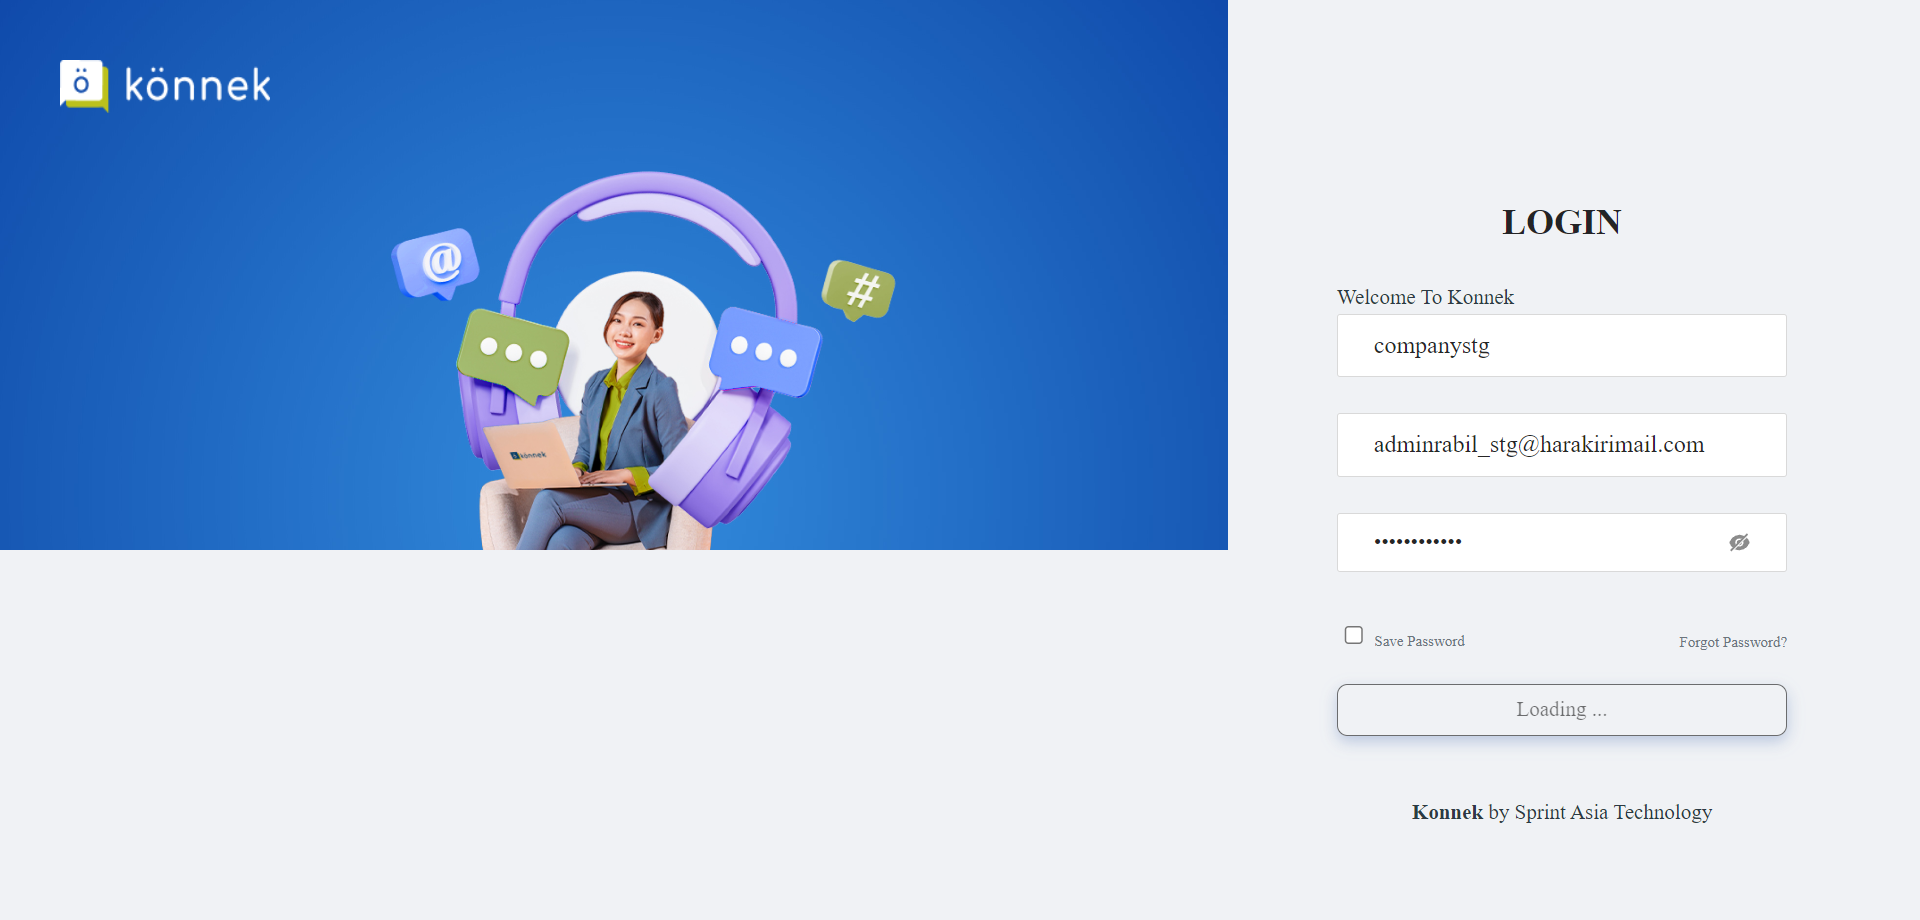 ö könnek
@
#
ö könnek
LOGIN
Welcome To Konnek
companystg
adminrabil_stg@harakirimail.com
••••••••••••
Save Password
Forgot Password?
Loading ...
Konnek by Sprint Asia Technology